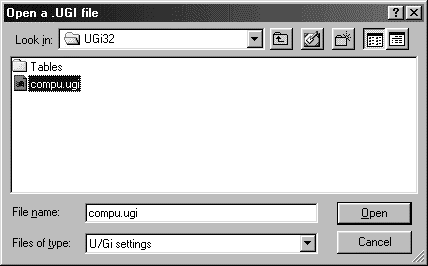 Open a .UGI file
Look in: UGi32
Tables
compu.ugi
File name: compu.ugi Open
Files of type: U/Gi settings Cancel